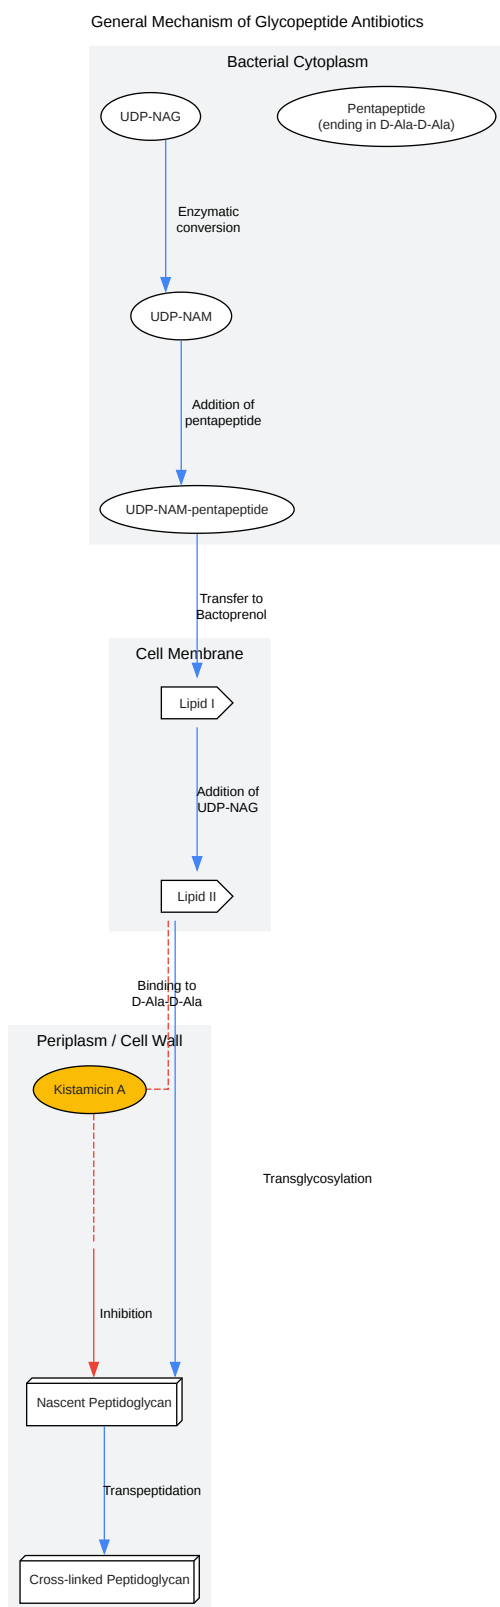 General Mechanism of Glycopeptide Antibiotics
Bacterial Cytoplasm
UDP-NAG
Pentapeptide
(ending in D-Ala-D-Ala)
Enzymatic
conversion
UDP-NAM
Addition of
pentapeptide
UDP-NAM-pentapeptide
Transfer to
Bactoprenol
Cell Membrane
Lipid I
Addition of
UDP-NAG
Lipid II
Binding to
D-Ala-D-Ala
Periplasm / Cell Wall
Kistamicin A
Transglycosylation
Inhibition
Nascent Peptidoglycan
Transpeptidation
Cross-linked Peptidoglycan